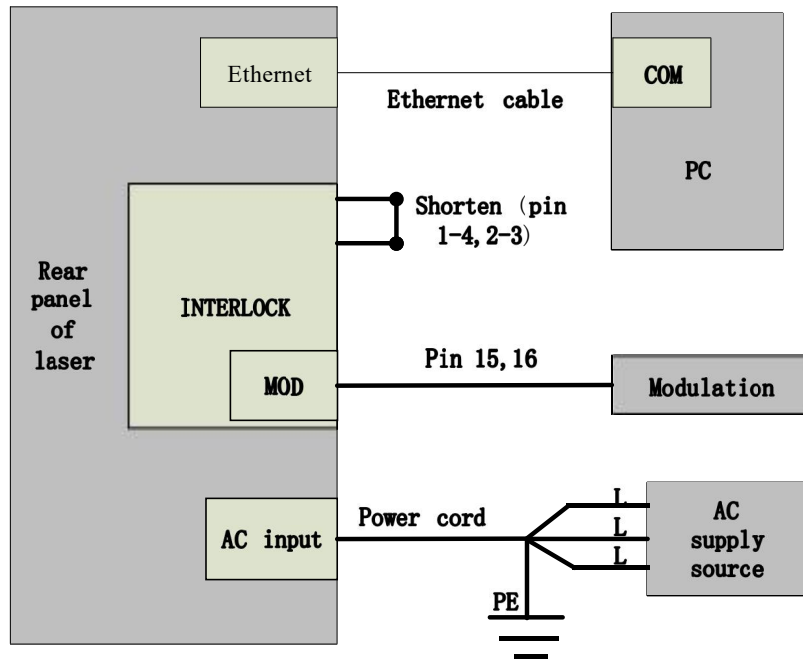 Ethernet
COM
Ethernet cable
PC
Shorten (pin
1-4,2-3)
Rear
panel
of
laser
INTERLOCK
Pin 15,16
MOD
Modulation
Power cord
L
L
L
AC
supply
source
AC input
PE